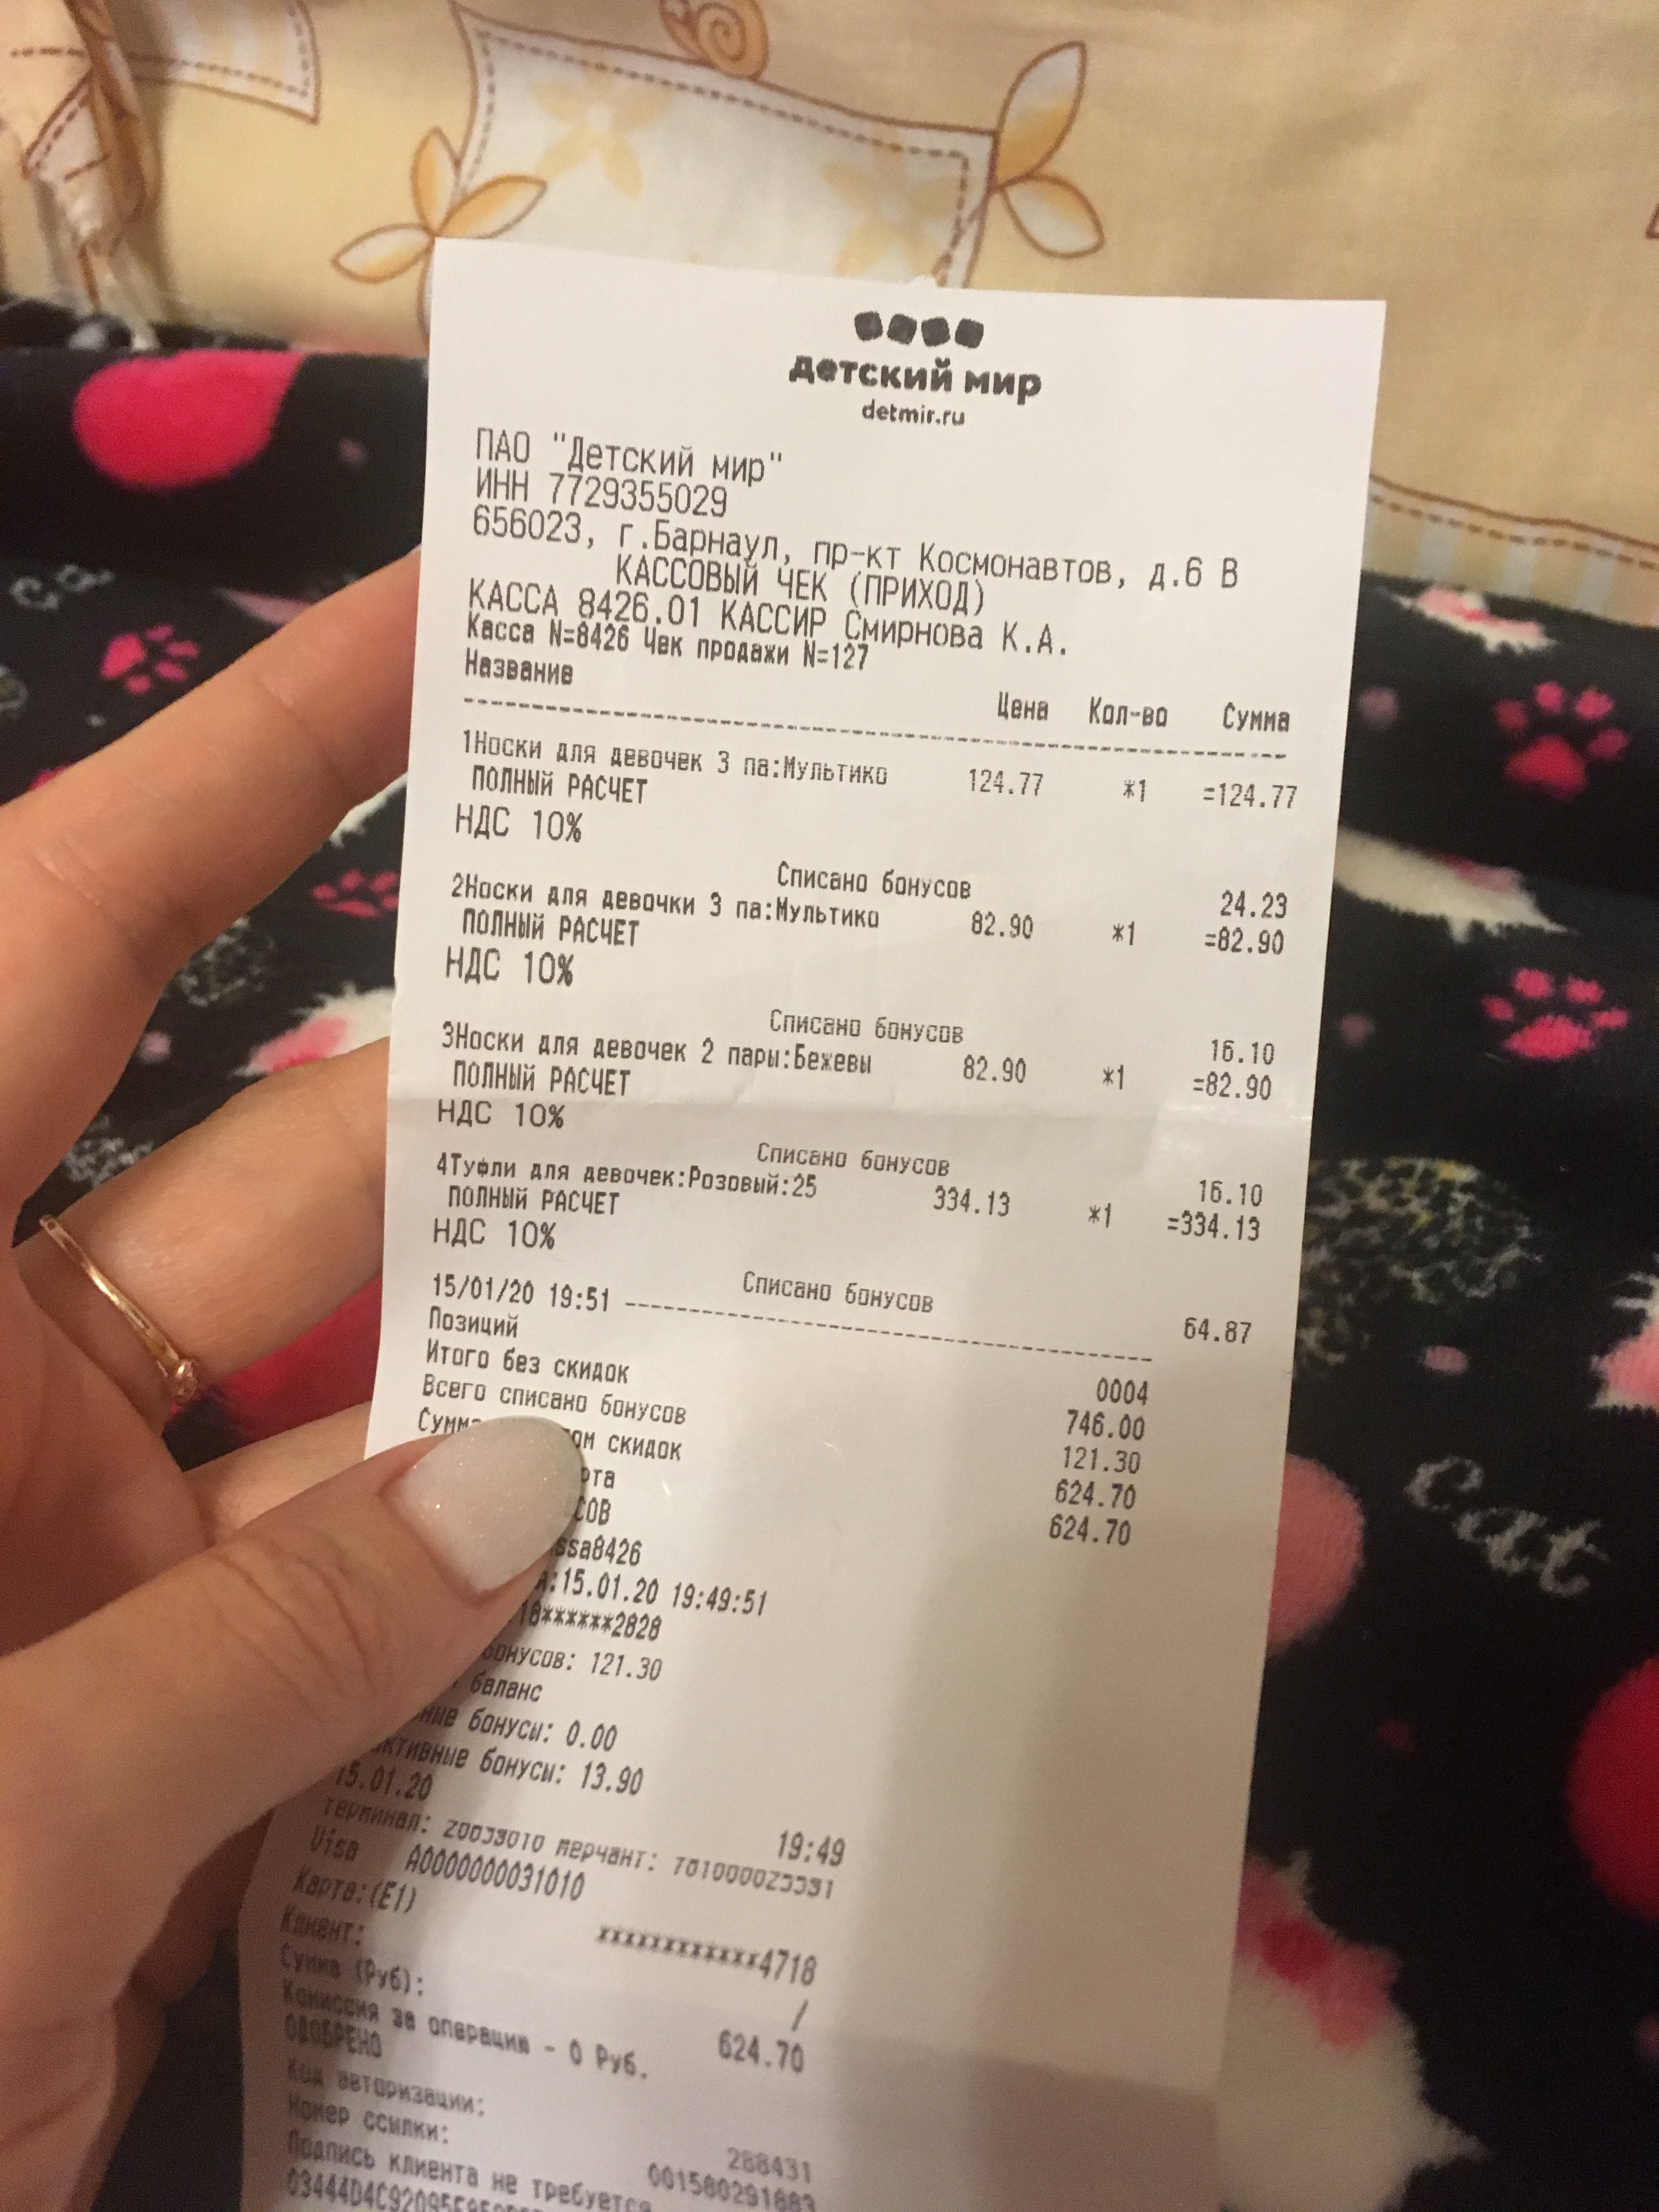 детский мир
detmir.ru
ПАО "Детский мир"
ИНН 7729355029
656023, г.Барнаул, пр-кт Космонавтов, д.6 В
КАССОВЫЙ ЧЕК (ПРИХОД)
КАССА 8426.01 КАССИР Смирнова К.А.
Касса N=8426 Чек продажи N=127
Название Цена Кол-во Сумма
1Носки для девочек 3 па:Мультико 124.77 *1 =124.77
ПОЛНЫЙ РАСЧЕТ
НДС 10%
Списано бонусов 24.23
2Носки для девочки 3 па:Мультико 82.90 *1 =82.90
ПОЛНЫЙ РАСЧЕТ
НДС 10%
Списано бонусов 16.10
3Носки для девочек 2 пары:Бежевы 82.90 *1 =82.90
ПОЛНЫЙ РАСЧЕТ
НДС 10%
Списано бонусов 16.10
4Туфли для девочек:Розовый:25 334.13 *1 =334.13
ПОЛНЫЙ РАСЧЕТ
НДС 10%
Списано бонусов 64.87
15/01/20 19:51
Позиций 0004
Итого без скидок 746.00
Всего списано бонусов 121.30
скидок 624.70
624.70
ssa8426
:15.01.20 19:49:51
18******2828
бонусов: 121.30
баланс
бонусы: 0.00
бонусы: 13.90
15.01.20 19:49
Терминал: мерчант:
Visa A0000000031010
Карта:(E1) xxxxxxxxxxxx4718
Клиент: /
Сумма (Руб): 624.70
Комиссия за операцию - 0 Руб.
ОДОБРЕНО
Код авторизации: 288431
Номер ссылки: 001580291883
Подпись клиента не требуется
cat